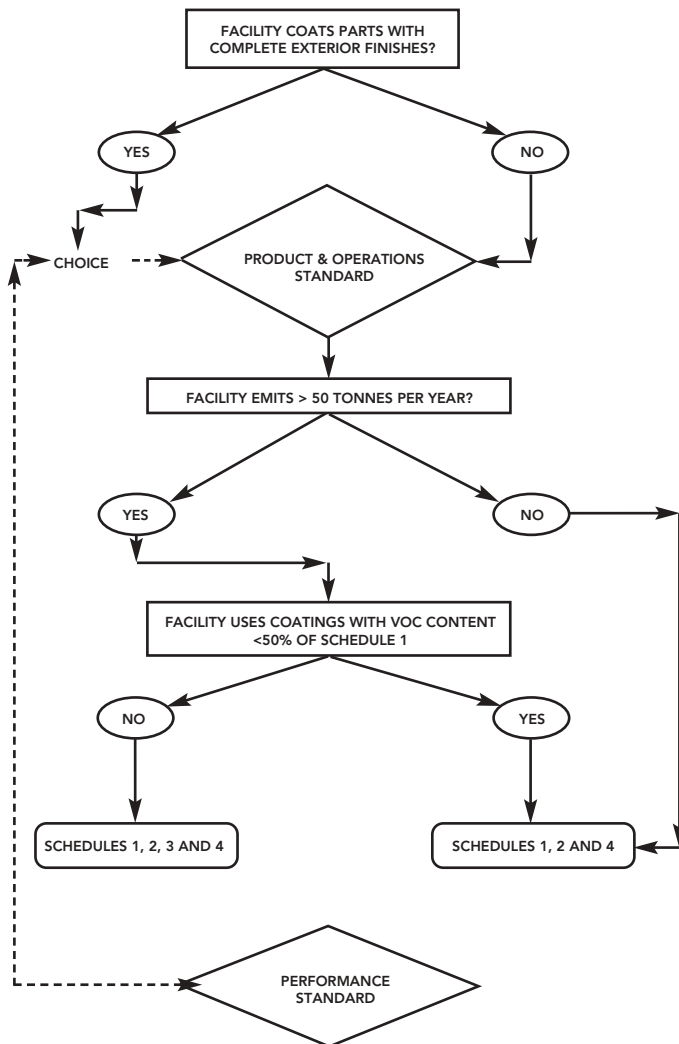 FACILITY COATS PARTS WITH
COMPLETE EXTERIOR FINISHES?
YES
NO
CHOICE
PRODUCT & OPERATIONS
STANDARD
FACILITY EMITS > 50 TONNES PER YEAR?
YES
NO
FACILITY USES COATINGS WITH VOC CONTENT
<50% OF SCHEDULE 1
NO
YES
SCHEDULES 1, 2, 3 AND 4
SCHEDULES 1, 2 AND 4
PERFORMANCE
STANDARD